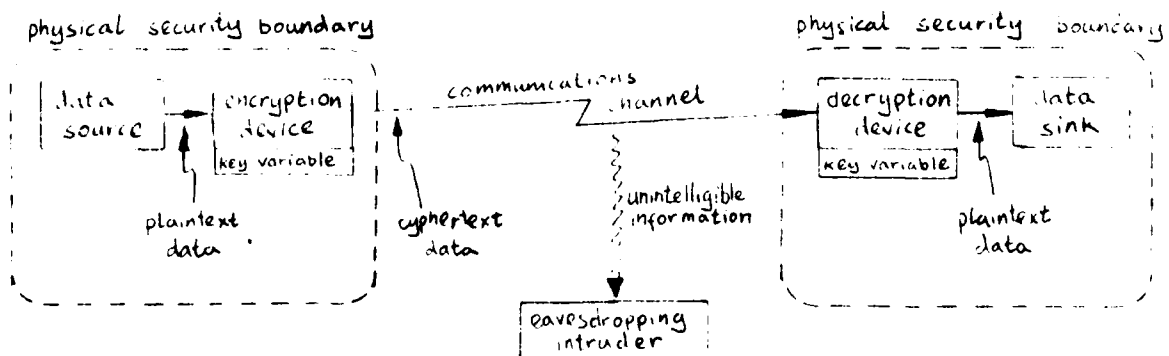 physical security boundary
physical security boundary
data
source
encryption
device
key variable
communications
channel
decryption
device
key variable
data
sink
plaintext
data
cyphertext
data
unintelligible
information
plaintext
data
eavesdropping
intruder